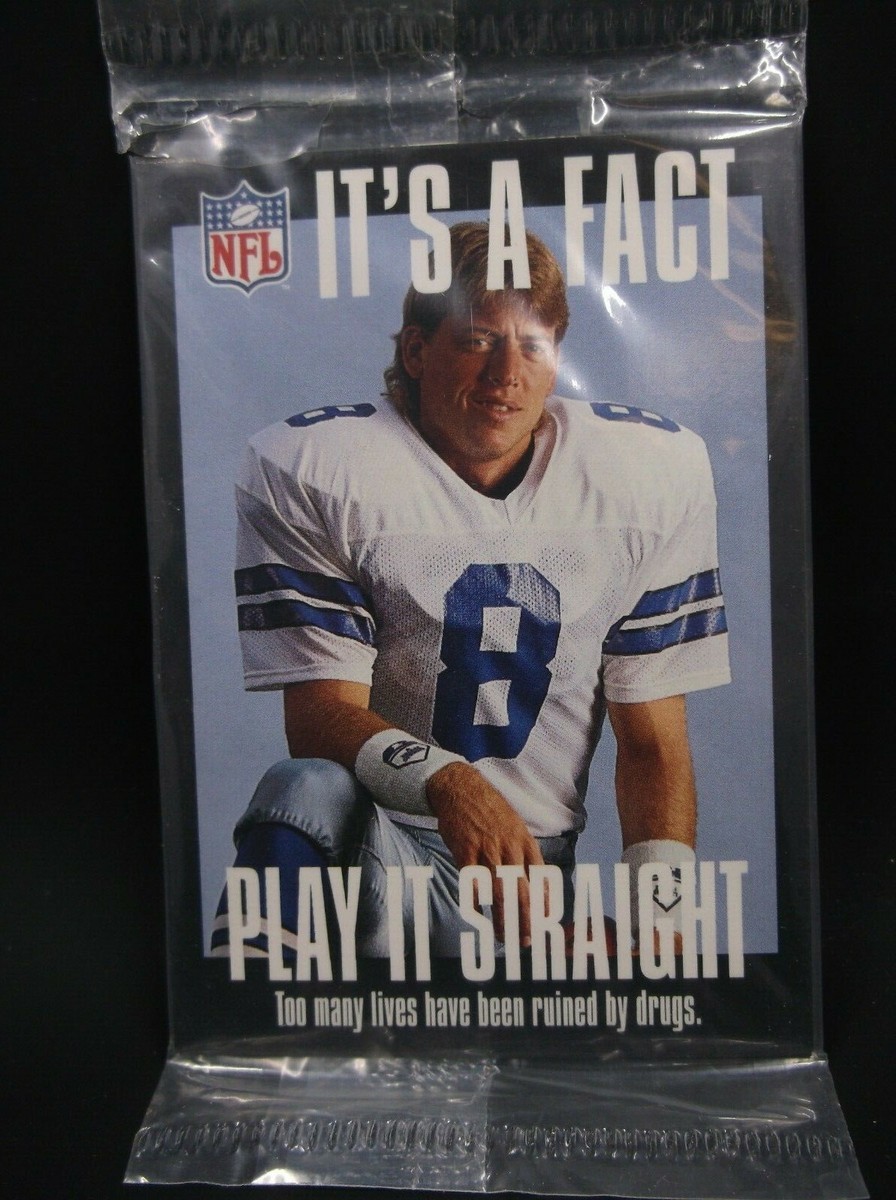 IT'S A FACT
NFL
8 8
8
PLAY IT STRAIGHT
Too many lives have been ruined by drugs.